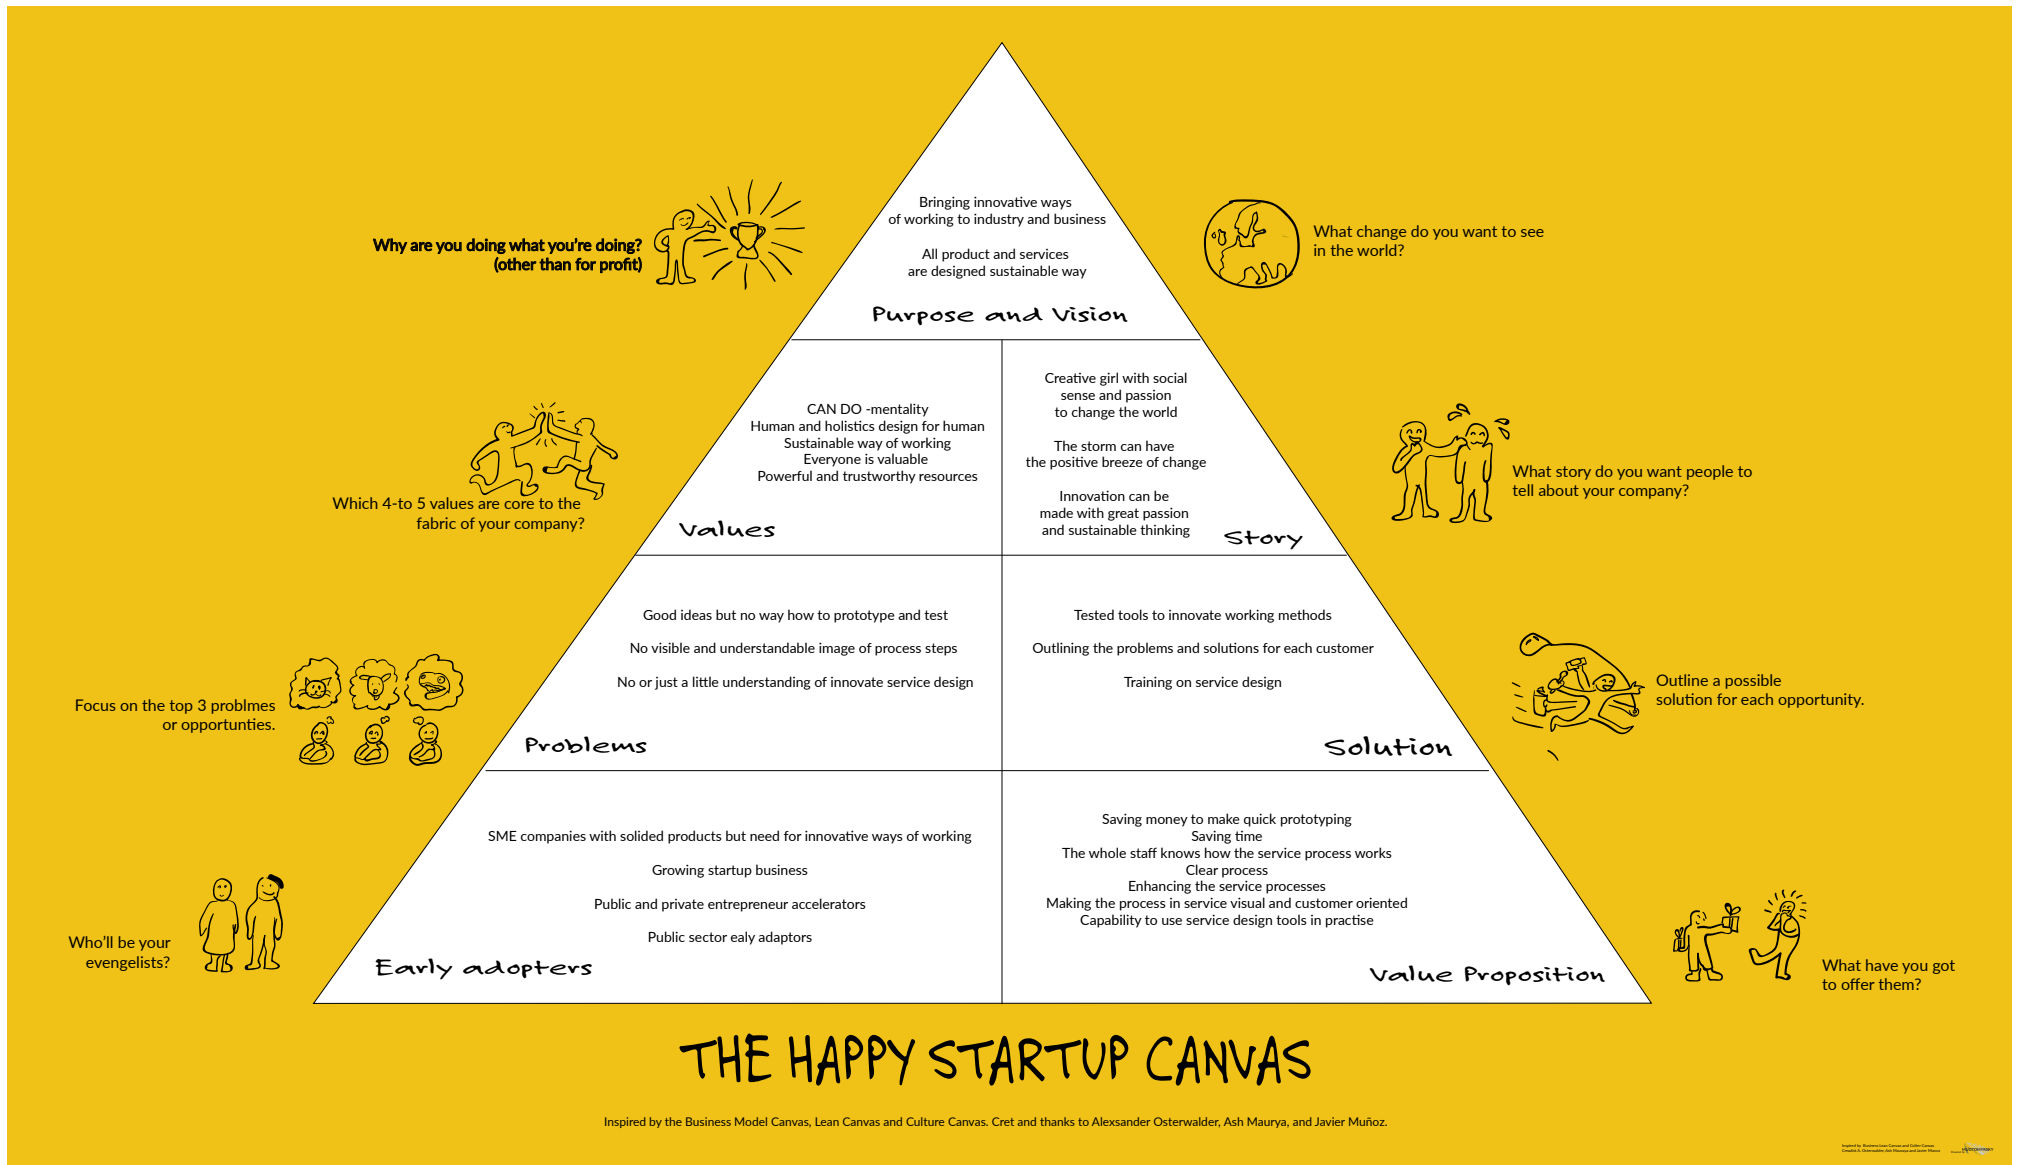 Bringing innovative ways
of working to industry and business
All product and services
are designed sustainable way
Purpose and Vision
Why are you doing what you're doing?
(other than for profit)
What change do you want to see
in the world?
CAN DO -mentality
Human and holistics design for human
Sustainable way of working
Everyone is valuable
Powerful and trustworthy resources
Values
Which 4-to 5 values are core to the
fabric of your company?
Creative girl with social
sense and passion
to change the world
The storm can have
the positive breeze of change
Innovation can be
made with great passion
and sustainable thinking
Story
What story do you want people to
tell about your company?
Good ideas but no way how to prototype and test
No visible and understandable image of process steps
No or just a little understanding of innovate service design
Problems
Focus on the top 3 problmes
or opportunties.
Tested tools to innovate working methods
Outlining the problems and solutions for each customer
Training on service design
Solution
Outline a possible
solution for each opportunity.
SME companies with solided products but need for innovative ways of working
Growing startup business
Public and private entrepreneur accelerators
Public sector ealy adaptors
Early adopters
Who'll be your
evengelists?
Saving money to make quick prototyping
Saving time
The whole staff knows how the service process works
Clear process
Enhancing the service processes
Making the process in service visual and customer oriented
Capability to use service design tools in practise
Value Proposition
What have you got
to offer them?
THE HAPPY STARTUP CANVAS
Inspired by the Business Model Canvas, Lean Canvas and Culture Canvas. Cret and thanks to Alexsander Osterwalder, Ash Maurya, and Javier Muñoz.